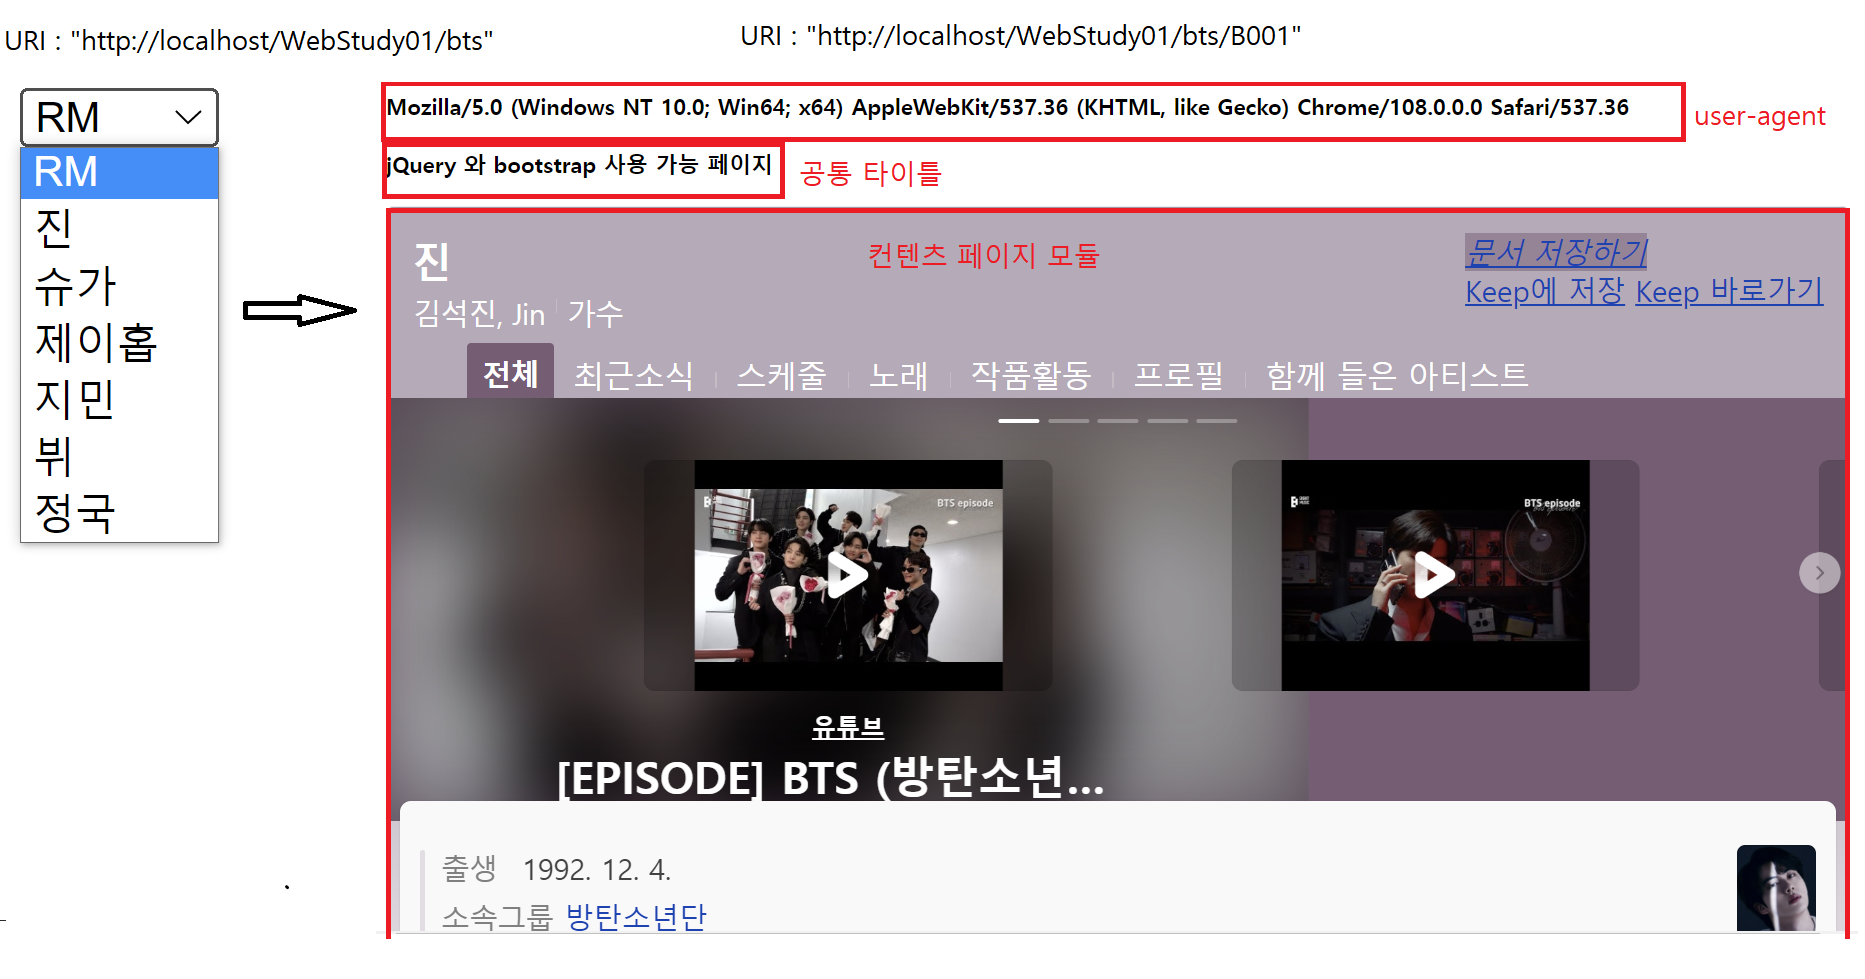 URI : "http://localhost/WebStudy01/bts"
URI : "http://localhost/WebStudy01/bts/B001"
RM
RM
진
슈가
제이홉
지민
뷔
정국
Mozilla/5.0 (Windows NT 10.0; Win64; x64) AppleWebKit/537.36 (KHTML, like Gecko) Chrome/108.0.0.0 Safari/537.36
user-agent
jQuery 와 bootstrap 사용 가능 페이지
공통 타이틀
진
컨텐츠 페이지 모듈
문서 저장하기
김석진, Jin 가수
Keep에 저장 Keep 바로가기
전체 최근소식 스케줄 노래 작품활동 프로필 함께 들은 아티스트
BTS episode
BTS episode
유튜브
[EPISODE] BTS (방탄소년...
출생 1992. 12. 4.
소속그룹 방탄소년단